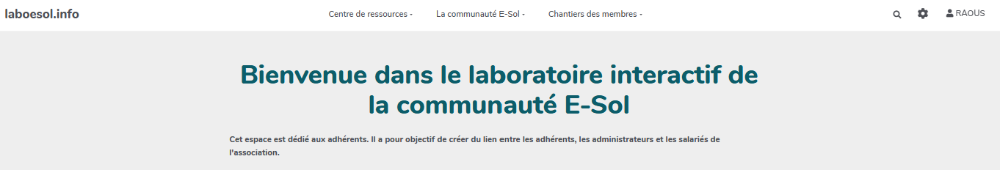 laboesol.info
Centre de ressources
La communauté E-Sol
Chantiers des membres
RAOUS
Bienvenue dans le laboratoire interactif de
la communauté E-Sol
Cet espace est dédié aux adhérents. Il a pour objectif de créer du lien entre les adhérents, les administrateurs et les salariés de
l'association.